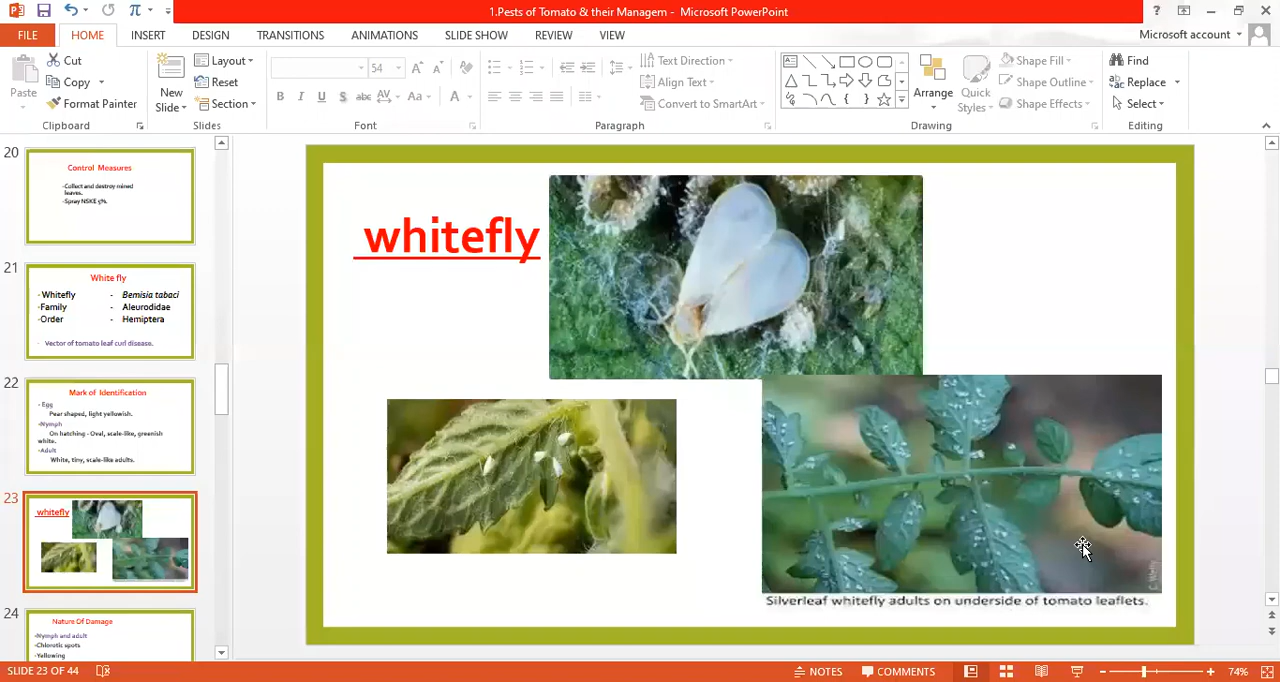 1.Pests of Tomato & their Managem - Microsoft PowerPoint
FILE HOME INSERT DESIGN TRANSITIONS ANIMATIONS SLIDE SHOW REVIEW VIEW Microsoft account
Paste
Cut
Copy
Format Painter
Clipboard
New
Slide
Layout
Reset
Section
Slides
54
B I U S abc AV Aa A
Font
Text Direction
Align Text
Convert to SmartArt
Paragraph
Arrange
Quick
Styles
Shape Fill
Shape Outline
Shape Effects
Drawing
Find
Replace
Select
Editing
20
Control Measures
-Collect and destroy mined
leaves.
-Spray NSKE 5%.
21
White fly
- Whitefly - Bemisia tabaci
-Family - Aleurodidae
-Order - Hemiptera
- Vector of tomato leaf curl disease.
22
Mark of Identification
- Egg
Pear shaped, light yellowish.
-Nymph
On hatching - Oval, scale-like, greenish
white.
-Adult
White, tiny, scale-like adults.
23
whitefly
24
Nature Of Damage
-Nymph and adult
-Chlorotic spots
-Yellowing
whitefly
Silverleaf whitefly adults on underside of tomato leaflets.
SLIDE 23 OF 44
NOTES COMMENTS 74%